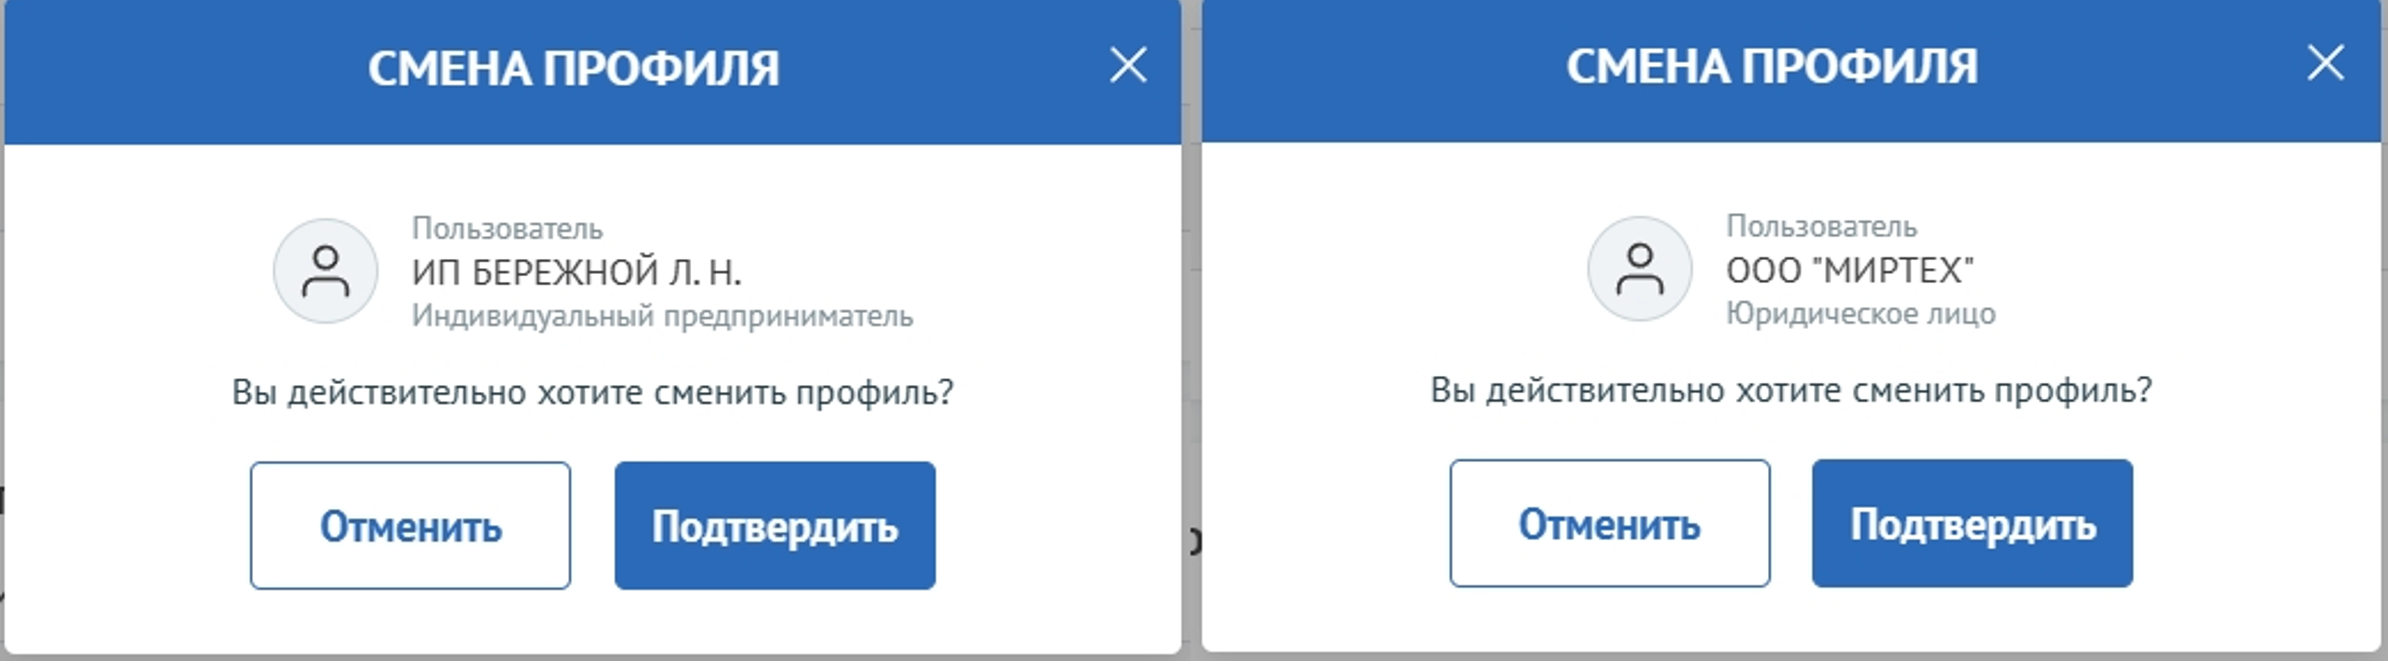 СМЕНА ПРОФИЛЯ
Пользователь
ИП БЕРЕЖНОЙ Л. Н.
Индивидуальный предприниматель
Вы действительно хотите сменить профиль?
Отменить
Подтвердить
СМЕНА ПРОФИЛЯ
Пользователь
ООО "МИРТЕХ"
Юридическое лицо
Вы действительно хотите сменить профиль?
Отменить
Подтвердить